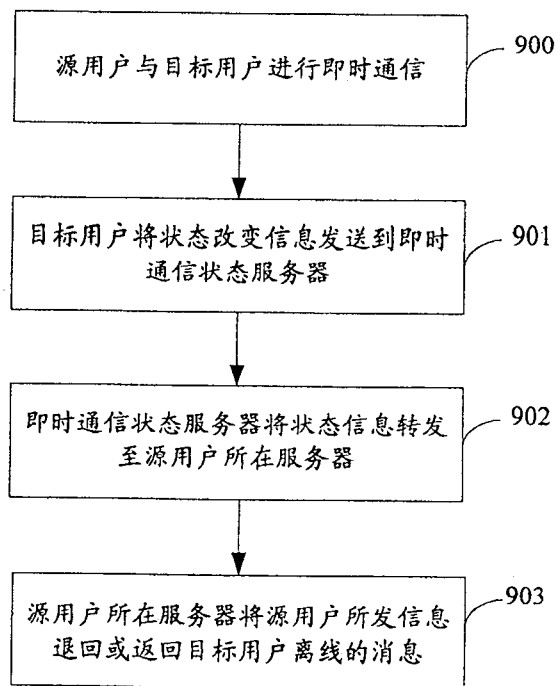 源用户与目标用户进行即时通信
900
目标用户将状态改变信息发送到即时
通信状态服务器
901
即时通信状态服务器将状态信息转发
至源用户所在服务器
902
源用户所在服务器将源用户所发信息
退回或返回目标用户离线的消息
903